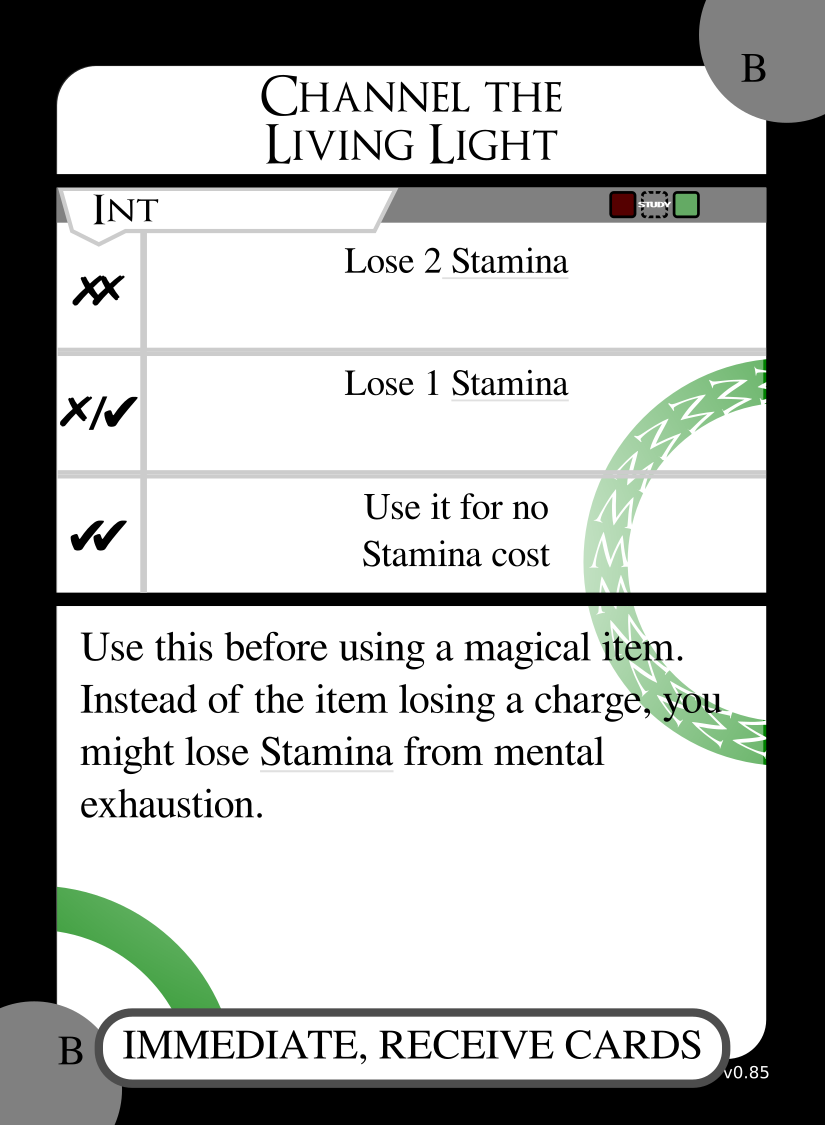 B
Channel the
Living Light
Int
STUDY
✗✗
Lose 2 Stamina
✗/✔
Lose 1 Stamina
✔✔
Use it for no
Stamina cost
Use this before using a magical item.
Instead of the item losing a charge, you
might lose Stamina from mental
exhaustion.
B
IMMEDIATE, RECEIVE CARDS
v0.85